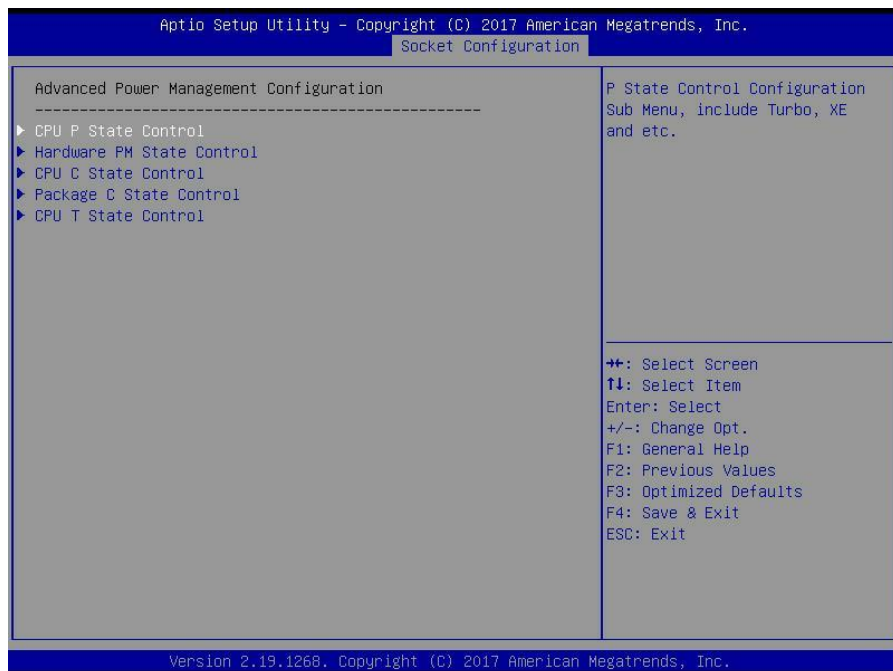 Aptio Setup Utility – Copyright (C) 2017 American Megatrends, Inc.
Socket Configuration
Advanced Power Management Configuration
--------------------------------------------------
CPU P State Control
Hardware PM State Control
CPU C State Control
Package C State Control
CPU T State Control
P State Control Configuration
Sub Menu, include Turbo, XE
and etc.
→←: Select Screen
↑↓: Select Item
Enter: Select
+/-: Change Opt.
F1: General Help
F2: Previous Values
F3: Optimized Defaults
F4: Save & Exit
ESC: Exit
Version 2.19.1268. Copyright (C) 2017 American Megatrends, Inc.